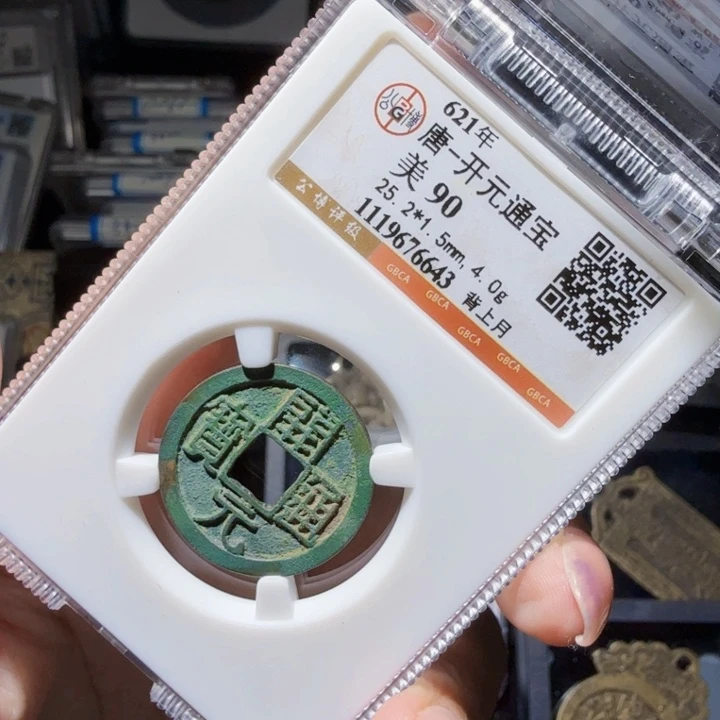 621年
唐-开元通宝
美 90
25.2*1.5mm, 4.0g
1119676643 背上月
公博评级
GBCA GBCA GBCA GBCA GBCA
開元通寶